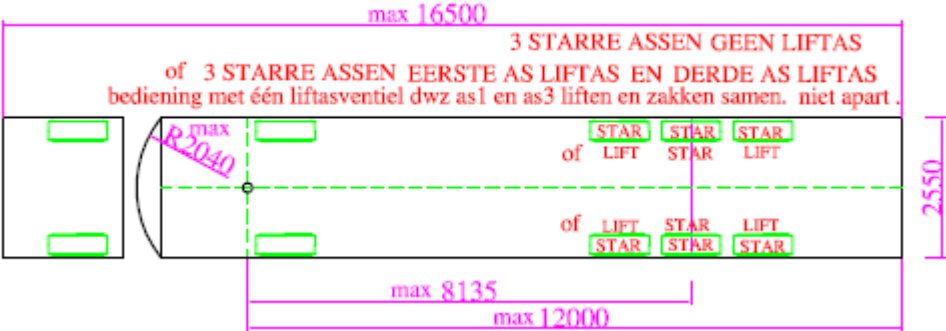 max 16500
3 STARRE ASSEN GEEN LIFTAS
of 3 STARRE ASSEN EERSTE AS LIFTAS EN DERDE AS LIFTAS
bediening met één liftasventiel dwz as1 en as3 liften en zakken samen. niet apart .
max
R2040
STAR STAR STAR
of LIFT STAR LIFT
2550
of LIFT STAR LIFT
STAR STAR STAR
max 8135
max 12000